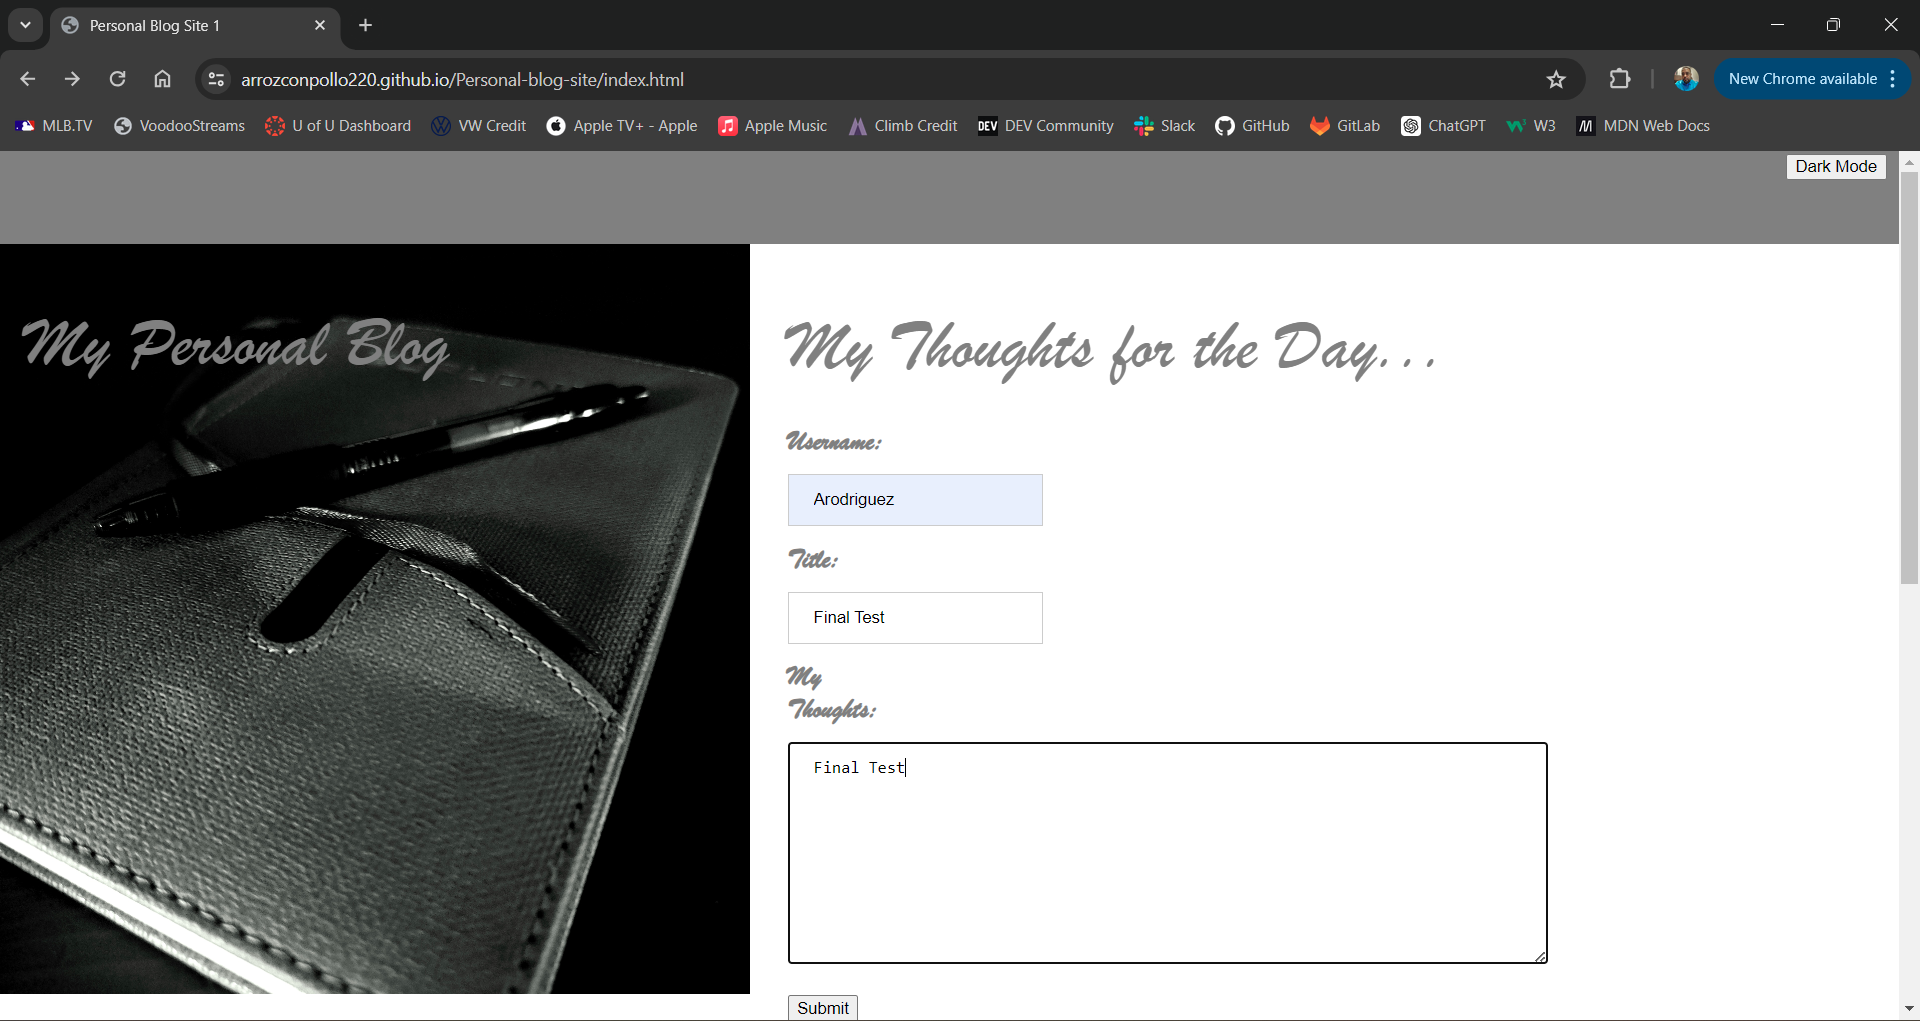 Personal Blog Site 1
arrozconpollo220.github.io/Personal-blog-site/index.html
New Chrome available
MLB.TV VoodooStreams U of U Dashboard VW Credit Apple TV+ - Apple Apple Music Climb Credit DEV DEV Community Slack GitHub GitLab ChatGPT W3 MDN Web Docs
Dark Mode
My Personal Blog
My Thoughts for the Day...
Username:
Arodriguez
Title:
Final Test
My
Thoughts:
Final Test
Submit